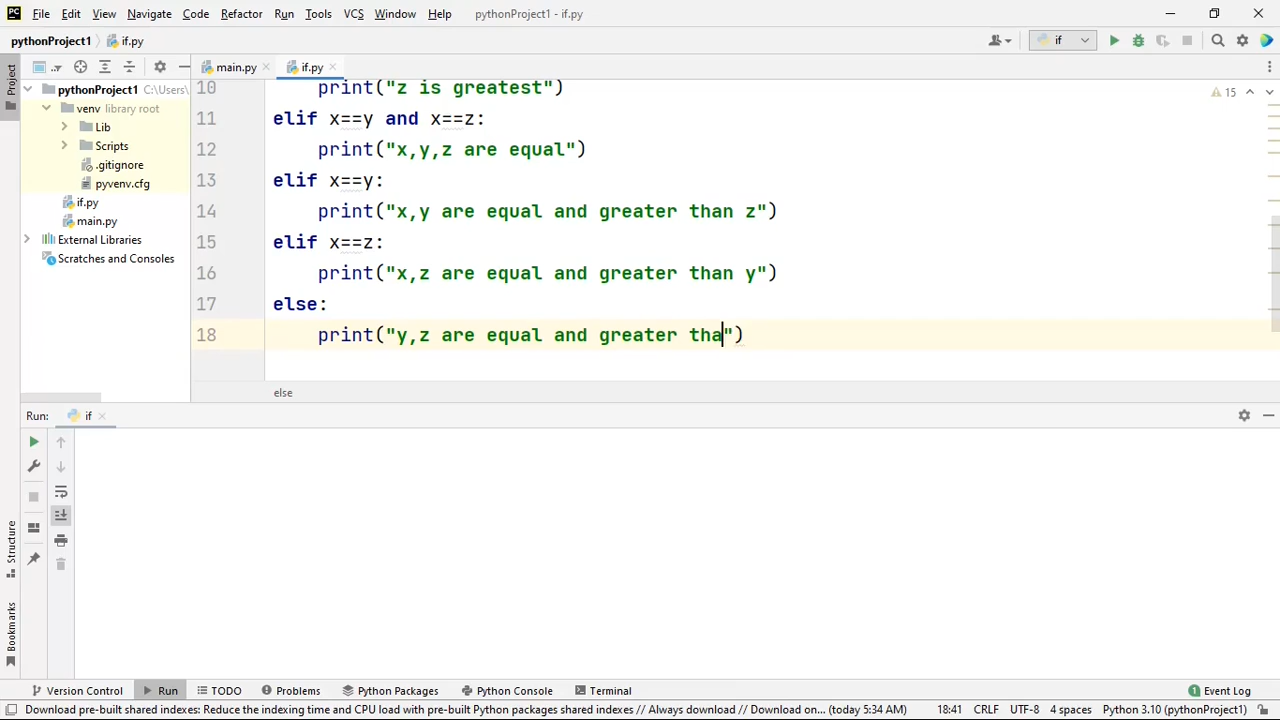 PC File Edit View Navigate Code Refactor Run Tools VCS Window Help pythonProject1 - if.py
pythonProject1 if.py if
Project main.py if.py
pythonProject1 C:\Users\
venv library root
Lib
Scripts
.gitignore
pyvenv.cfg
if.py
main.py
External Libraries
Scratches and Consoles
15
10 print("z is greatest")
11 elif x==y and x==z:
12 print("x,y,z are equal")
13 elif x==y:
14 print("x,y are equal and greater than z")
15 elif x==z:
16 print("x,z are equal and greater than y")
17 else:
18 print("y,z are equal and greater tha")
else
Run: if
Structure
Bookmarks
Version Control Run TODO Problems Python Packages Python Console Terminal Event Log
Download pre-built shared indexes: Reduce the indexing time and CPU load with pre-built Python packages shared indexes // Always download // Download on... (today 5:34 AM) 18:41 CRLF UTF-8 4 spaces Python 3.10 (pythonProject1)